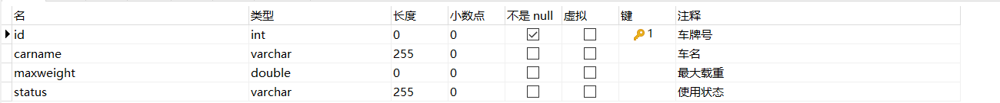 名 类型 长度 小数点 不是 null 虚拟 键 注释
id int 0 0 1 车牌号
carname varchar 255 0 车名
maxweight double 0 0 最大载重
status varchar 255 0 使用状态